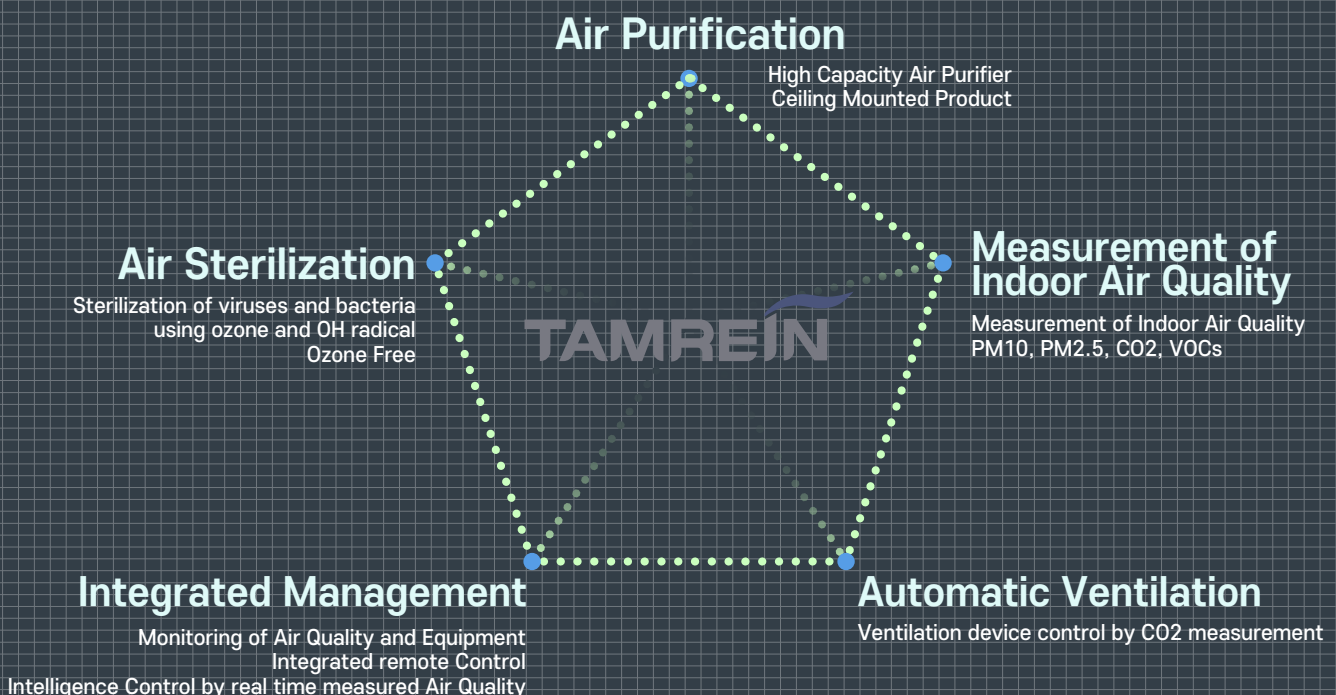 Air Purification
High Capacity Air Purifier
Ceiling Mounted Product
Air Sterilization
Sterilization of viruses and bacteria
using ozone and OH radical
Ozone Free
Measurement of
Indoor Air Quality
Measurement of Indoor Air Quality
PM10, PM2.5, CO2, VOCs
TAMREIN
Integrated Management
Monitoring of Air Quality and Equipment
Integrated remote Control
Intelligence Control by real time measured Air Quality
Automatic Ventilation
Ventilation device control by CO2 measurement